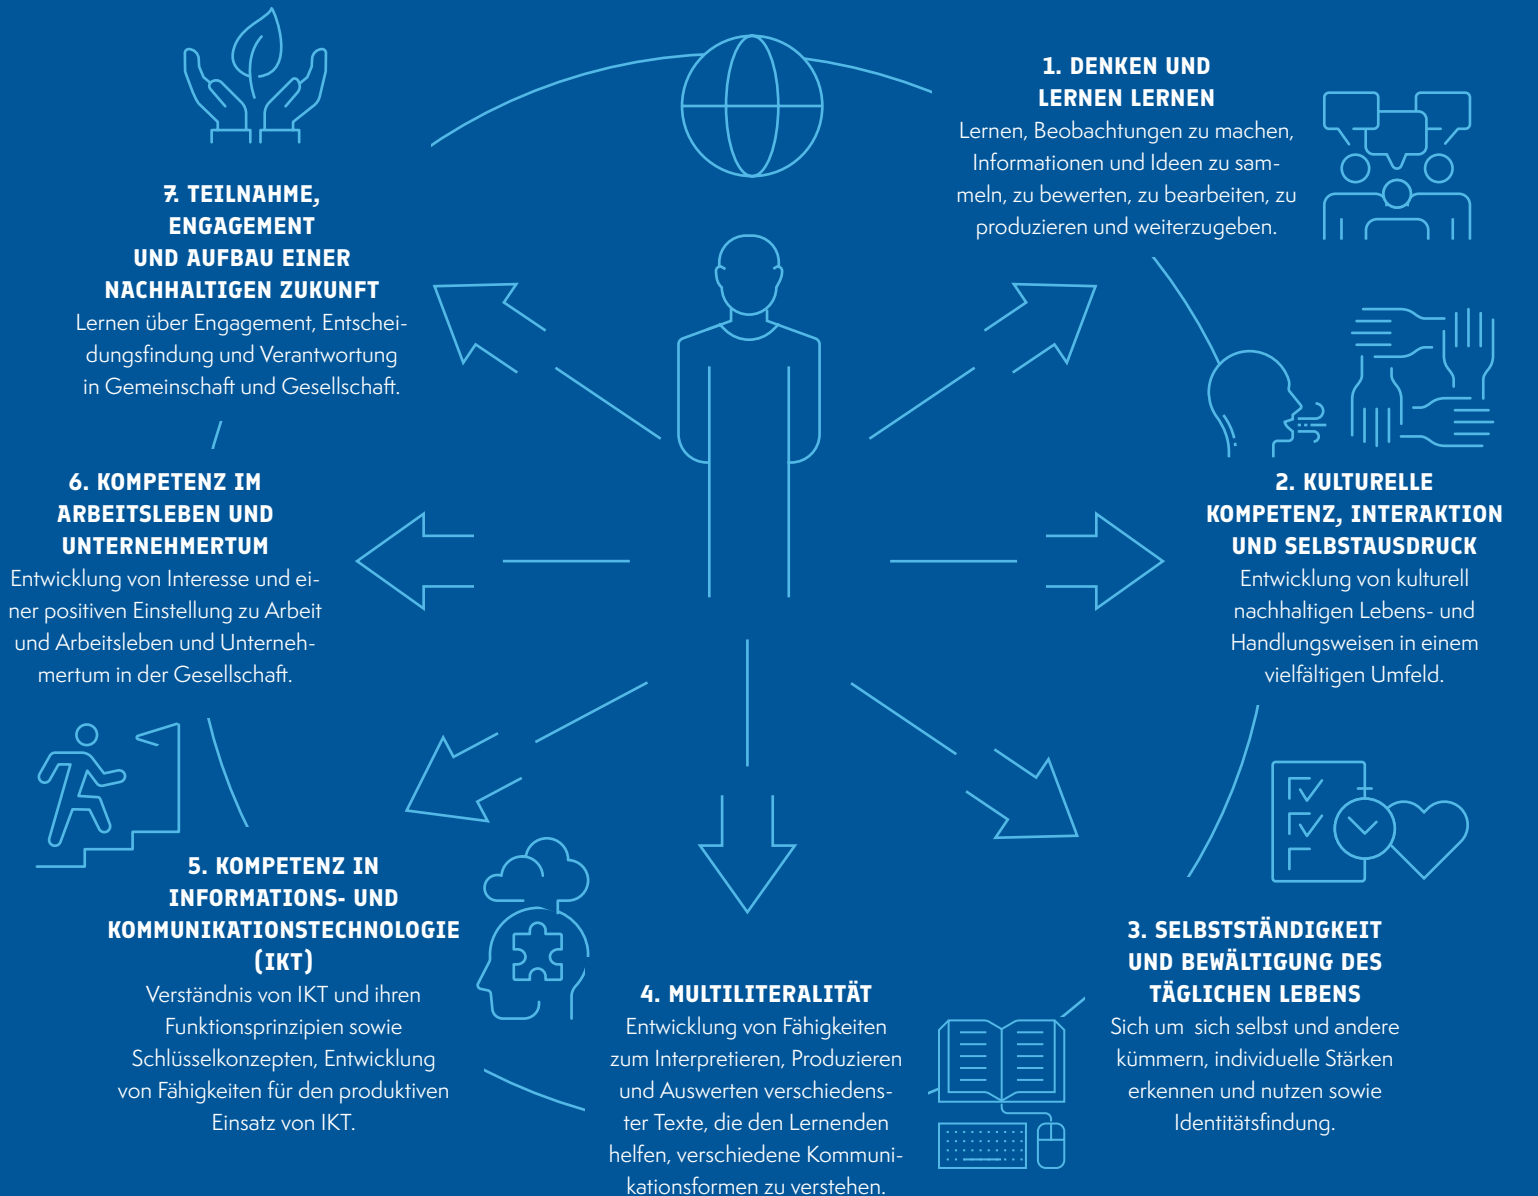 1. DENKEN UND
LERNEN LERNEN
Lernen, Beobachtungen zu machen,
Informationen und Ideen zu sam-
meln, zu bewerten, zu bearbeiten, zu
produzieren und weiterzugeben.
2. KULTURELLE
KOMPETENZ, INTERAKTION
UND SELBSTAUSDRUCK
Entwicklung von kulturell
nachhaltigen Lebens- und
Handlungsweisen in einem
vielfältigen Umfeld.
3. SELBSTSTÄNDIGKEIT
UND BEWÄLTIGUNG DES
TÄGLICHEN LEBENS
Sich um sich selbst und andere
kümmern, individuelle Stärken
erkennen und nutzen sowie
Identitätsfindung.
4. MULTILITERALITÄT
Entwicklung von Fähigkeiten
zum Interpretieren, Produzieren
und Auswerten verschiedens-
ter Texte, die den Lernenden
helfen, verschiedene Kommuni-
kationsformen zu verstehen.
5. KOMPETENZ IN
INFORMATIONS- UND
KOMMUNIKATIONSTECHNOLOGIE
(IKT)
Verständnis von IKT und ihren
Funktionsprinzipien sowie
Schlüsselkonzepten, Entwicklung
von Fähigkeiten für den produktiven
Einsatz von IKT.
6. KOMPETENZ IM
ARBEITSLEBEN UND
UNTERNEHMERTUM
Entwicklung von Interesse und ei-
ner positiven Einstellung zu Arbeit
und Arbeitsleben und Unterneh-
mertum in der Gesellschaft.
7. TEILNAHME,
ENGAGEMENT
UND AUFBAU EINER
NACHHALTIGEN ZUKUNFT
Lernen über Engagement, Entschei-
dungsfindung und Verantwortung
in Gemeinschaft und Gesellschaft.